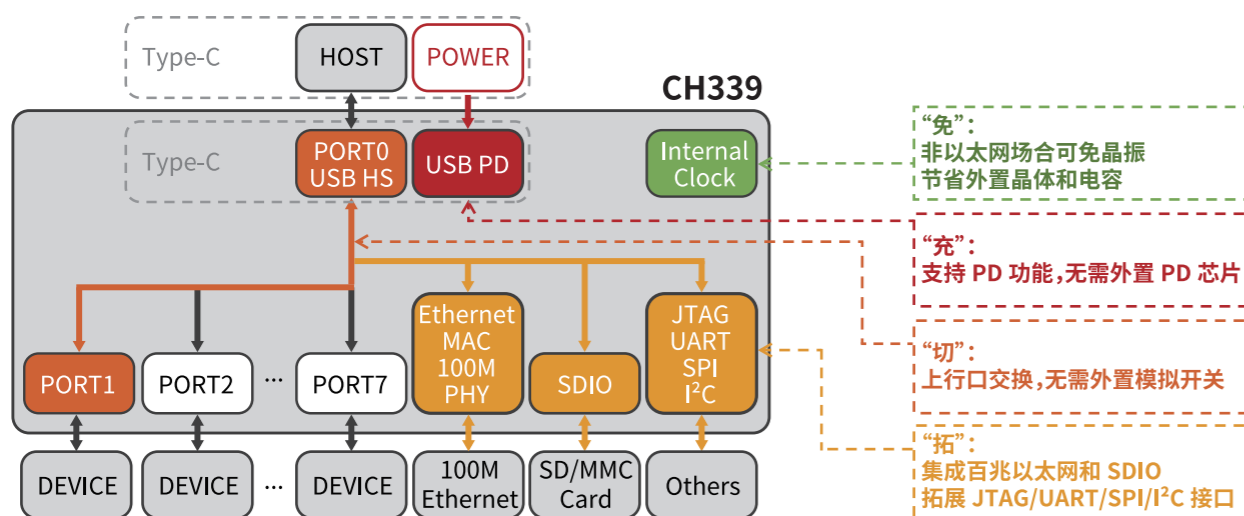 Type-C
HOST
POWER
CH339
Type-C
PORT0
USB HS
USB PD
Internal
Clock
“免”：
非以太网场合可免晶振
节省外置晶体和电容
“充”：
支持 PD 功能，无需外置 PD 芯片
“切”：
上行口交换，无需外置模拟开关
“拓”：
集成百兆以太网和 SDIO
拓展 JTAG/UART/SPI/I²C 接口
PORT1
PORT2
...
PORT7
Ethernet
MAC
100M
PHY
SDIO
JTAG
UART
SPI
I²C
DEVICE
DEVICE
...
DEVICE
100M
Ethernet
SD/MMC
Card
Others